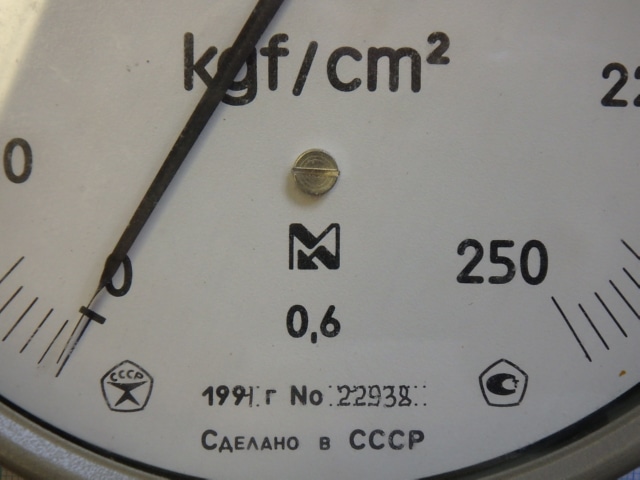 kgf/cm²
0
0
250
0,6
СССР
1991 г No 22938
Сделано в СССР